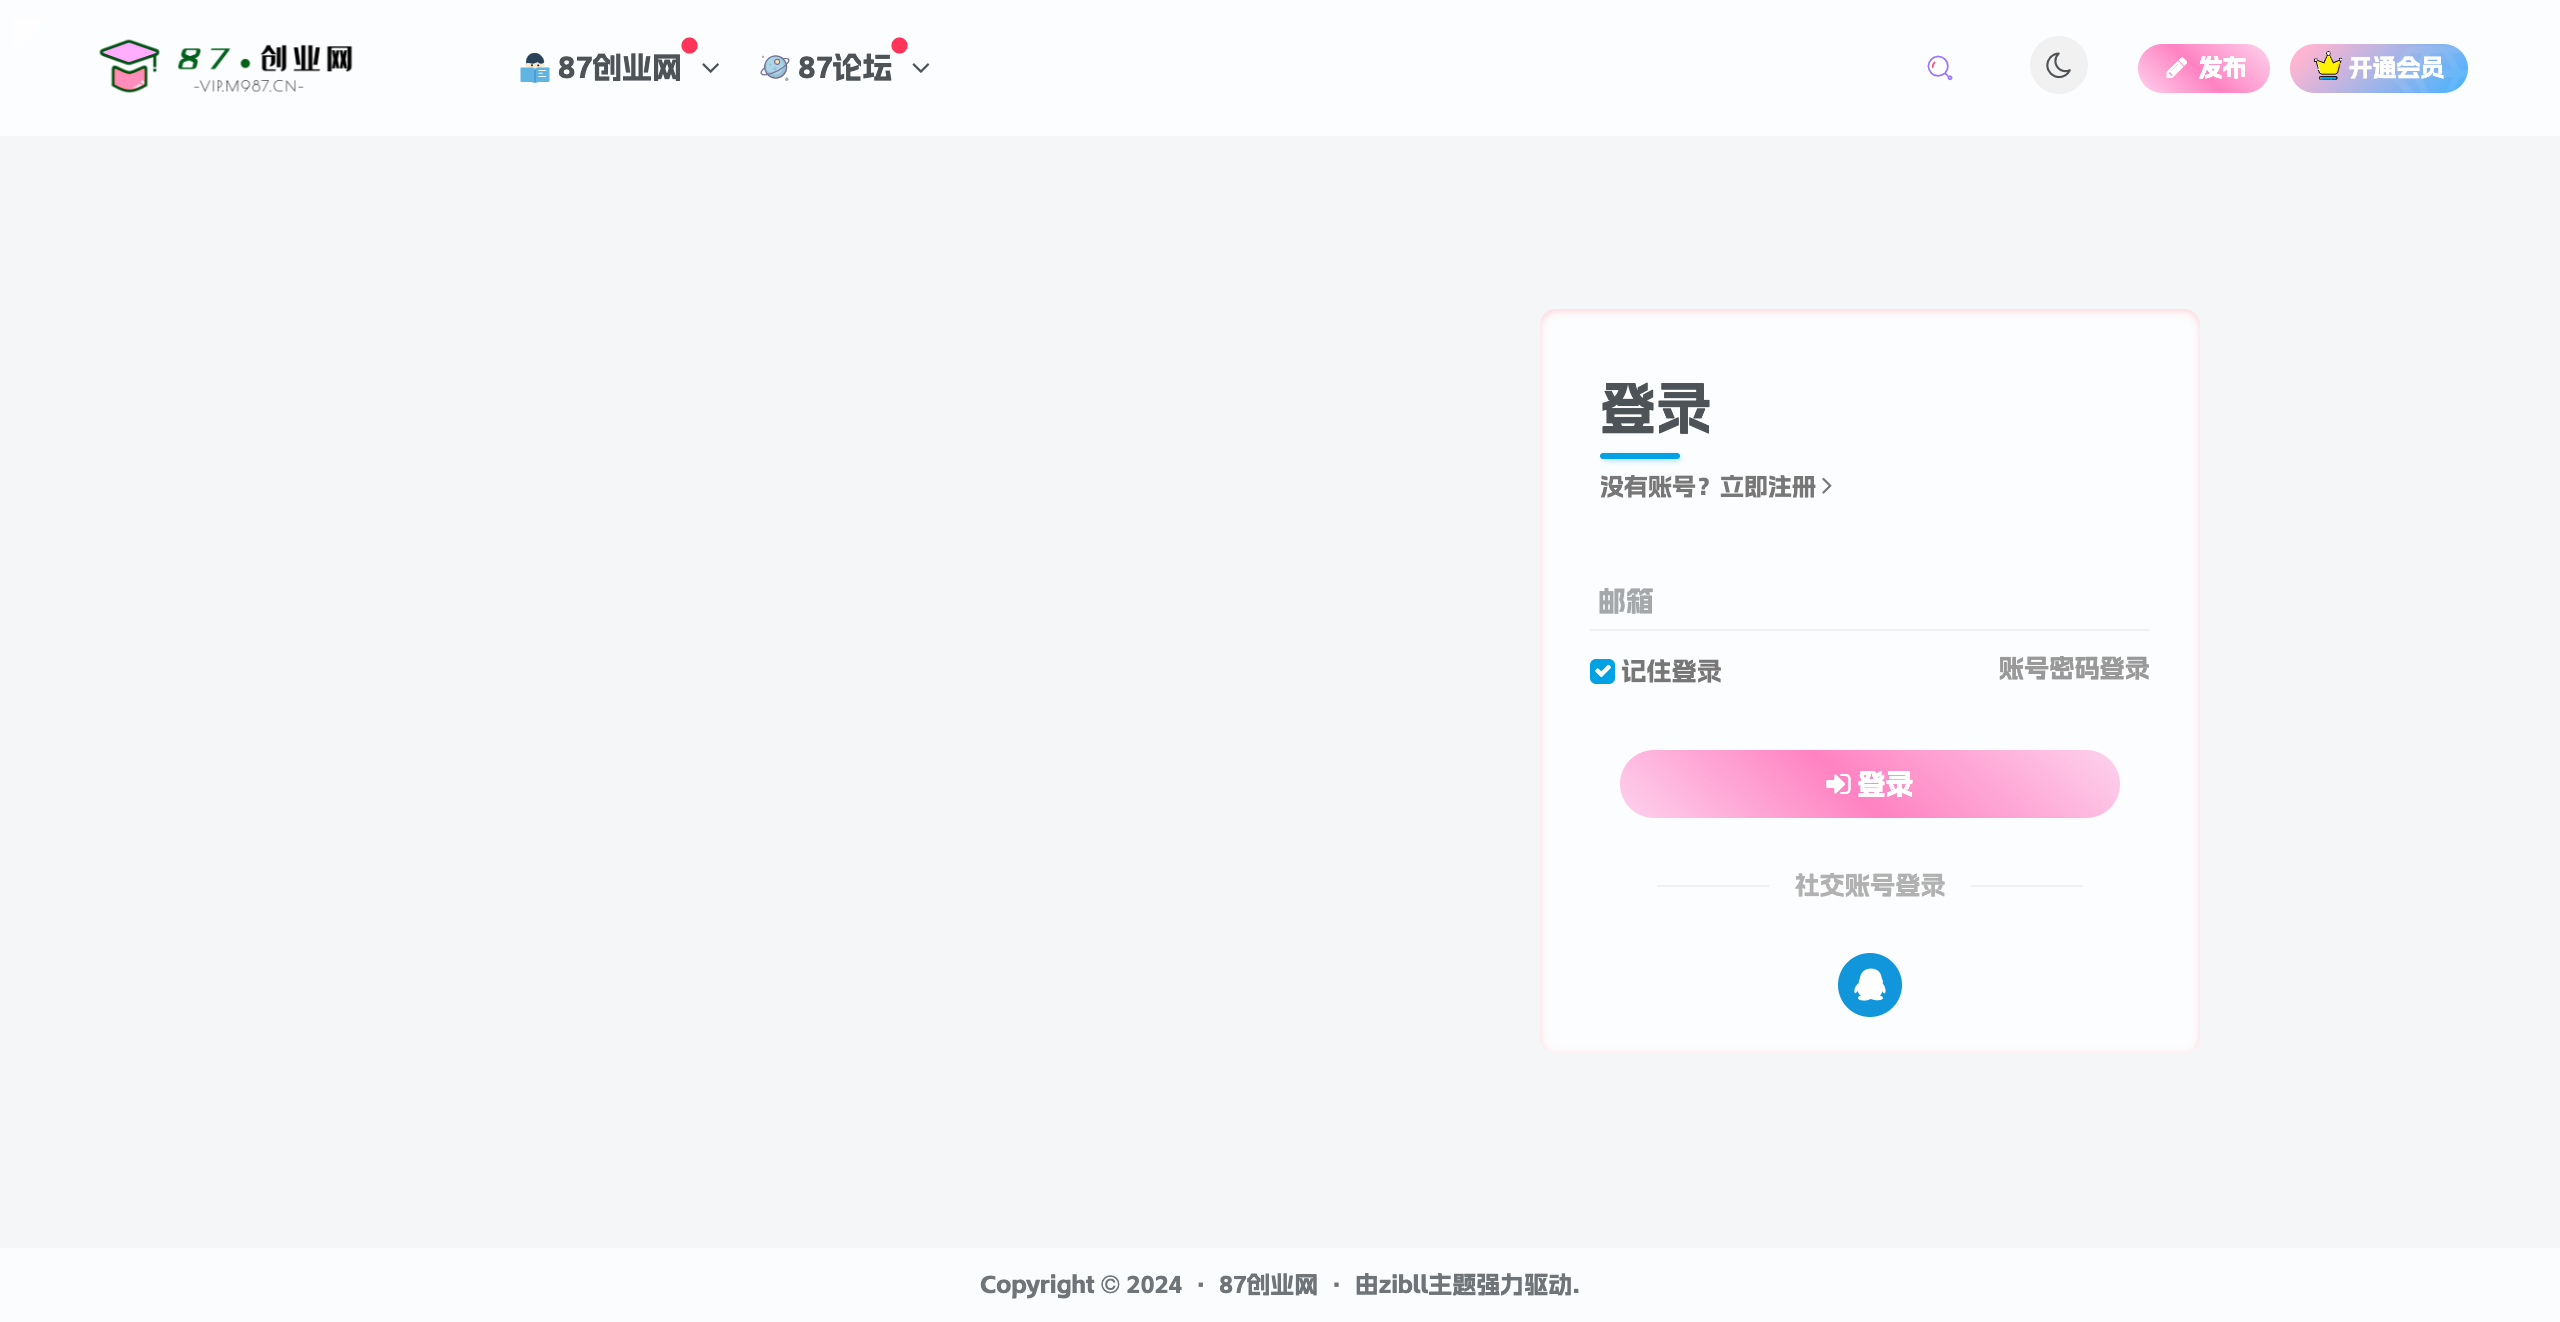 87.创业网
-VIP.M987.CN-
87创业网
87论坛
发布
开通会员
登录
没有账号？立即注册
邮箱
记住登录
账号密码登录
登录
社交账号登录
Copyright © 2024 · 87创业网 · 由zibll主题强力驱动.